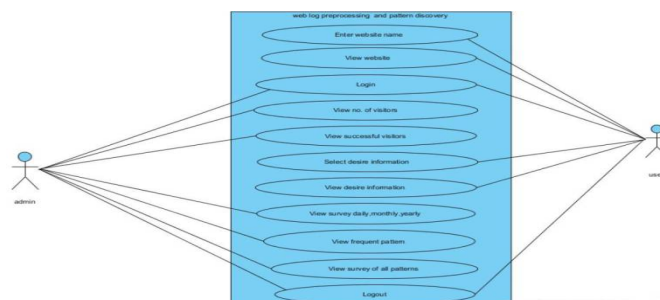 web log preprocessing and pattern discovery
Enter website name
View website
Login
View no. of visitors
View successful visitors
Select desire information
View desire information
admin
use
View survey daily,monthly,yearly
View frequent pattern
View survey of all patterns
Logout